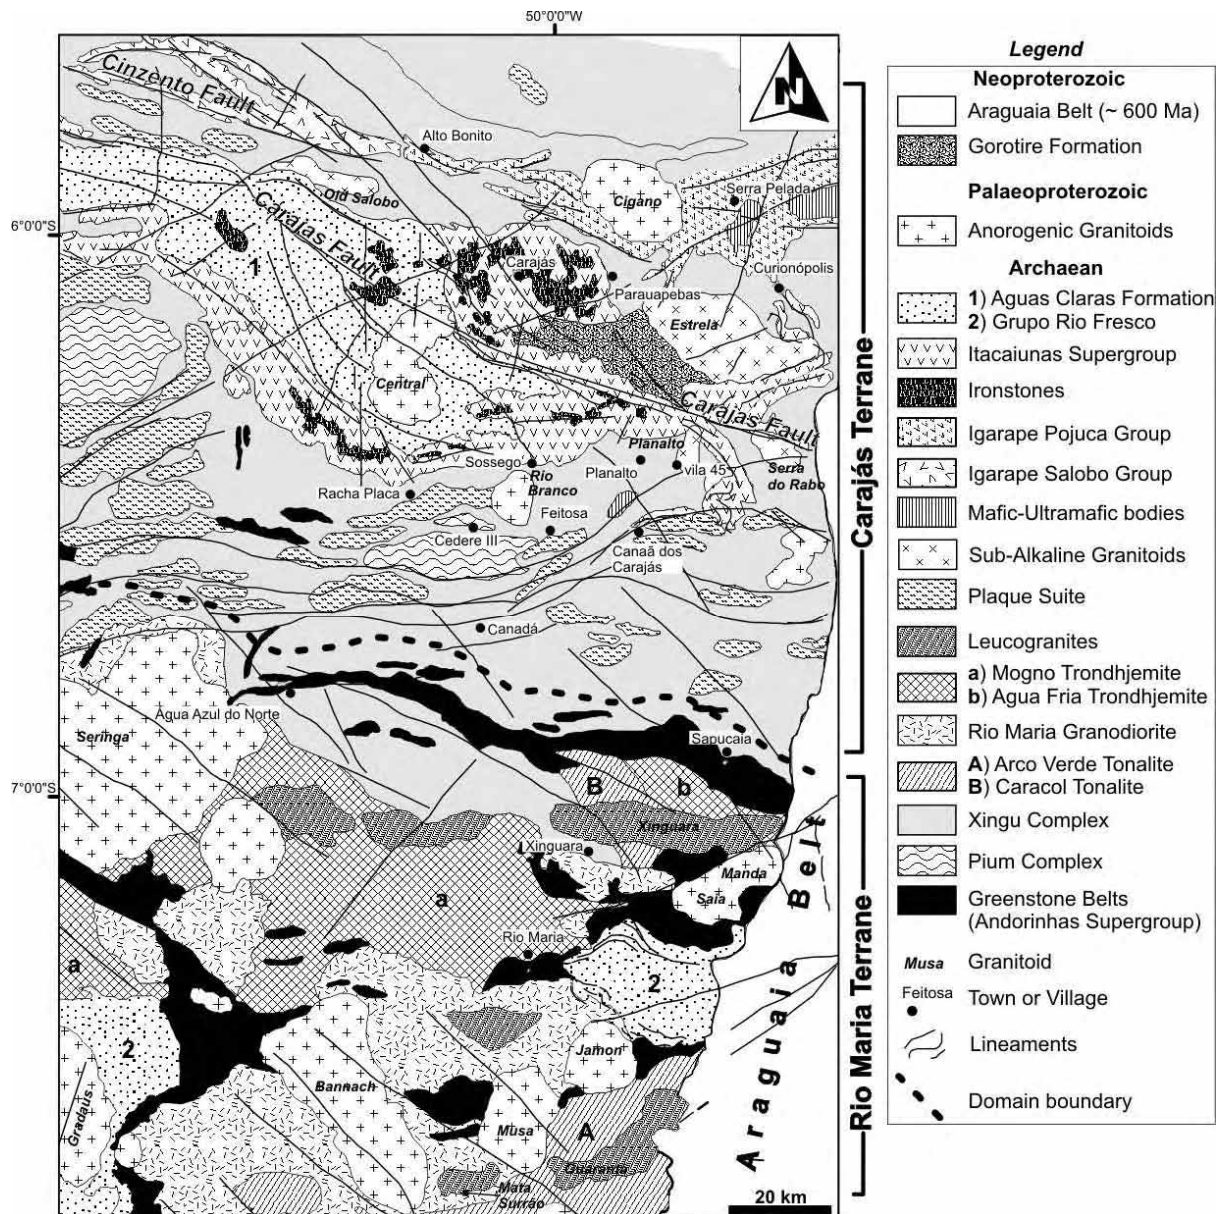 50°0'0"W
Cinzento Fault
N
Alto Bonito
Serra Pelada
Cigano
Old Salobo
6°0'0"S
Carajás Fault
1
Carajás
Curionópolis
Parauapebas
Estrela
Central
Carajás Fault
Planalto
Sossego
Rio
Branco
Planalto
vila 45
Serra
do Rabo
Racha Placa
Feitosa
Cedere III
Canaã dos
Carajás
Canadá
Água Azul do Norte
Seringa
Sapucaia
7°0'0"S
B
b
Xinguara
Xinguara
Manda
Saia
a
Rio Maria
a
2
2
Jamon
Bannach
Gradaús
Musa
A
Guarantã
Mata
Surrão
Araguaia Belt
20 km
Carajás Terrane
Rio Maria Terrane
Legend
Neoproterozoic
Araguaia Belt (~ 600 Ma)
Gorotire Formation
Palaeoproterozoic
Anorogenic Granitoids
Archaean
1) Aguas Claras Formation
2) Grupo Rio Fresco
Itacaiunas Supergroup
Ironstones
Igarape Pojuca Group
Igarape Salobo Group
Mafic-Ultramafic bodies
Sub-Alkaline Granitoids
Plaque Suite
Leucogranites
a) Mogno Trondhjemite
b) Agua Fria Trondhjemite
Rio Maria Granodiorite
A) Arco Verde Tonalite
B) Caracol Tonalite
Xingu Complex
Pium Complex
Greenstone Belts
(Andorinhas Supergroup)
Musa Granitoid
Feitosa Town or Village
Lineaments
Domain boundary